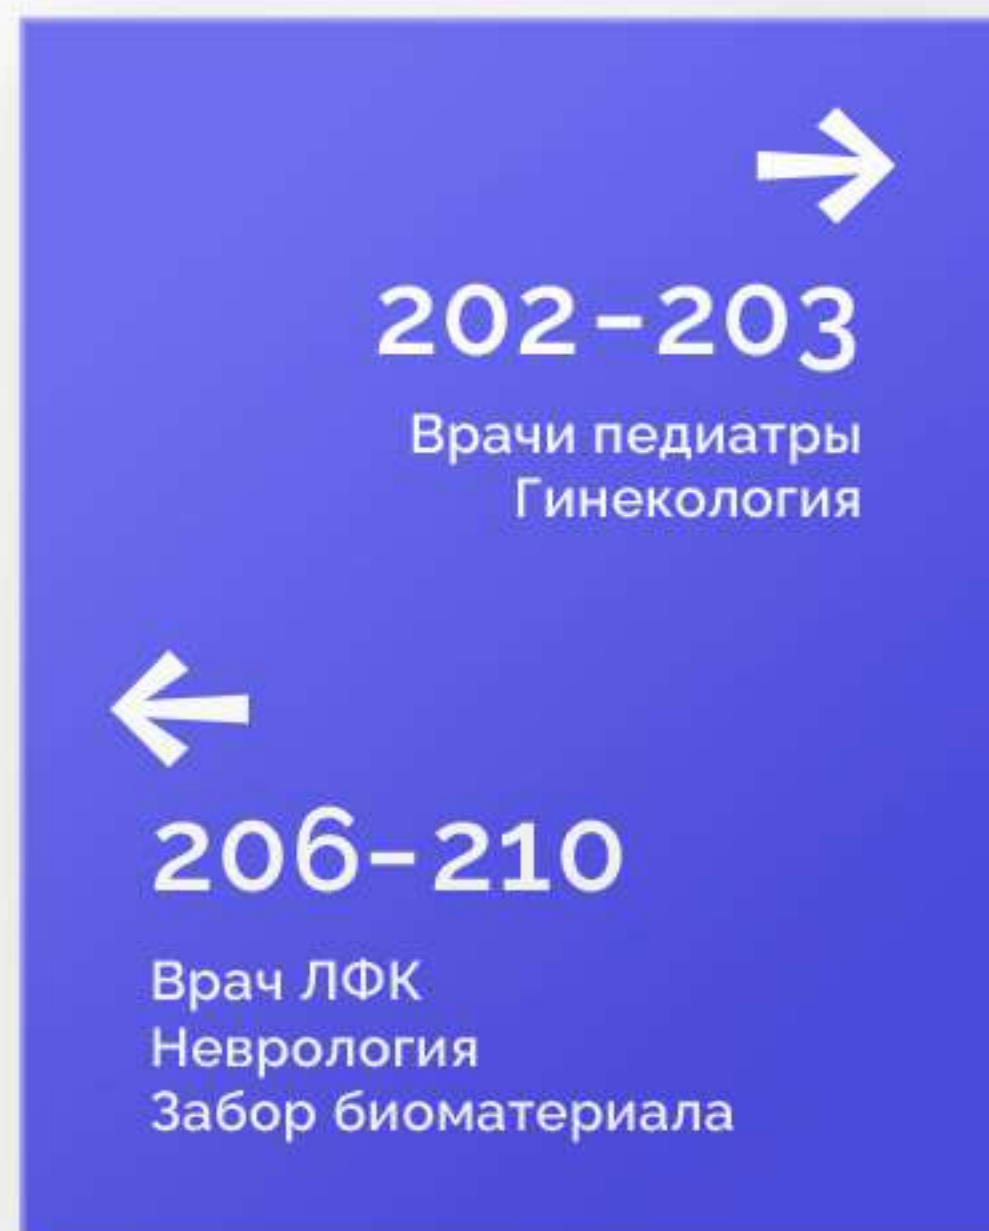 202-203
Врачи педиатры
Гинекология
206-210
Врач ЛФК
Неврология
Забор биоматериала